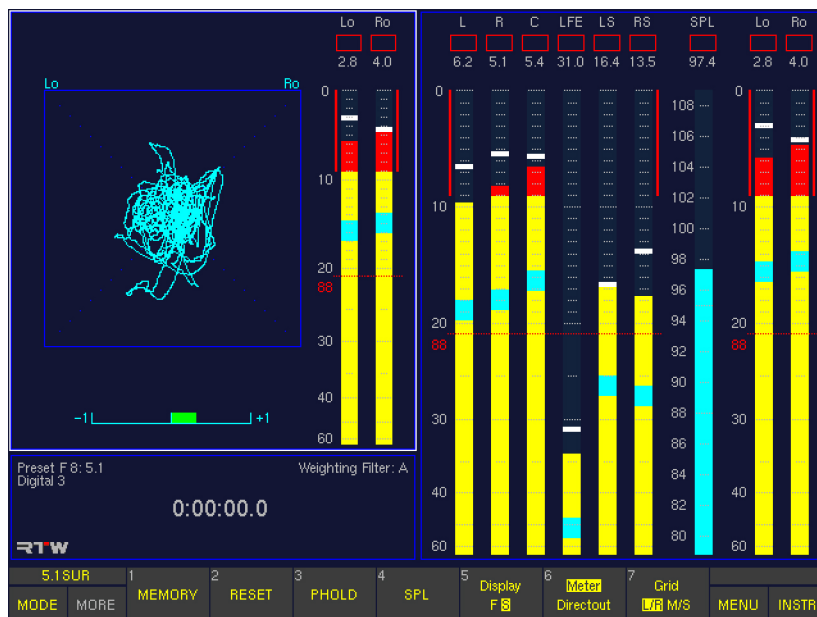 Lo Ro
2.8 4.0
Lo Ro
0
10
20
88
30
40
60
-1 +1
L R C LFE LS RS SPL Lo Ro
6.2 5.1 5.4 31.0 16.4 13.5 97.4 2.8 4.0
0 108 0
106
104
10 102 10
100
98
96
20 94 20
88 92 88
90
30 88 30
86
84
40 82 40
80
60 60
Preset F 8: 5.1 Weighting Filter: A
Digital 3
0:00:00.0
RTW
5.1SUR 1 2 3 4 5 6 7
MODE MORE MEMORY RESET PHOLD SPL Display Meter Grid MENU INSTR
F S Directout L/R M/S